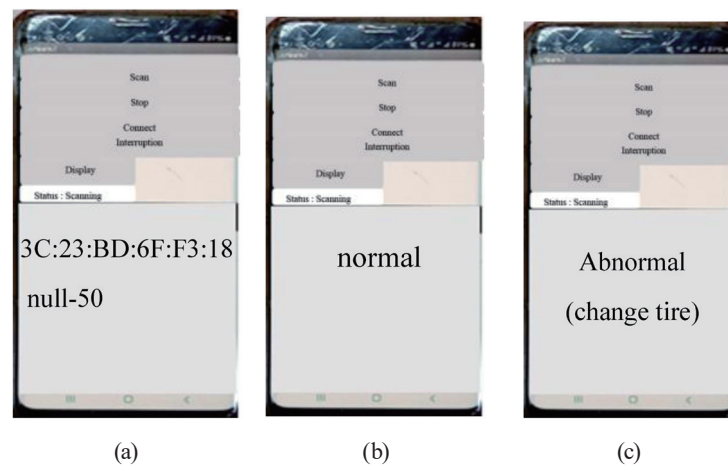 Scan
Stop
Connect
Interruption
Display
Status : Scanning
3C:23:BD:6F:F3:18
null-50
(a)
Scan
Stop
Connect
Interruption
Display
Status : Scanning
normal
(b)
Scan
Stop
Connect
Interruption
Display
Status : Scanning
Abnormal
(change tire)
(c)